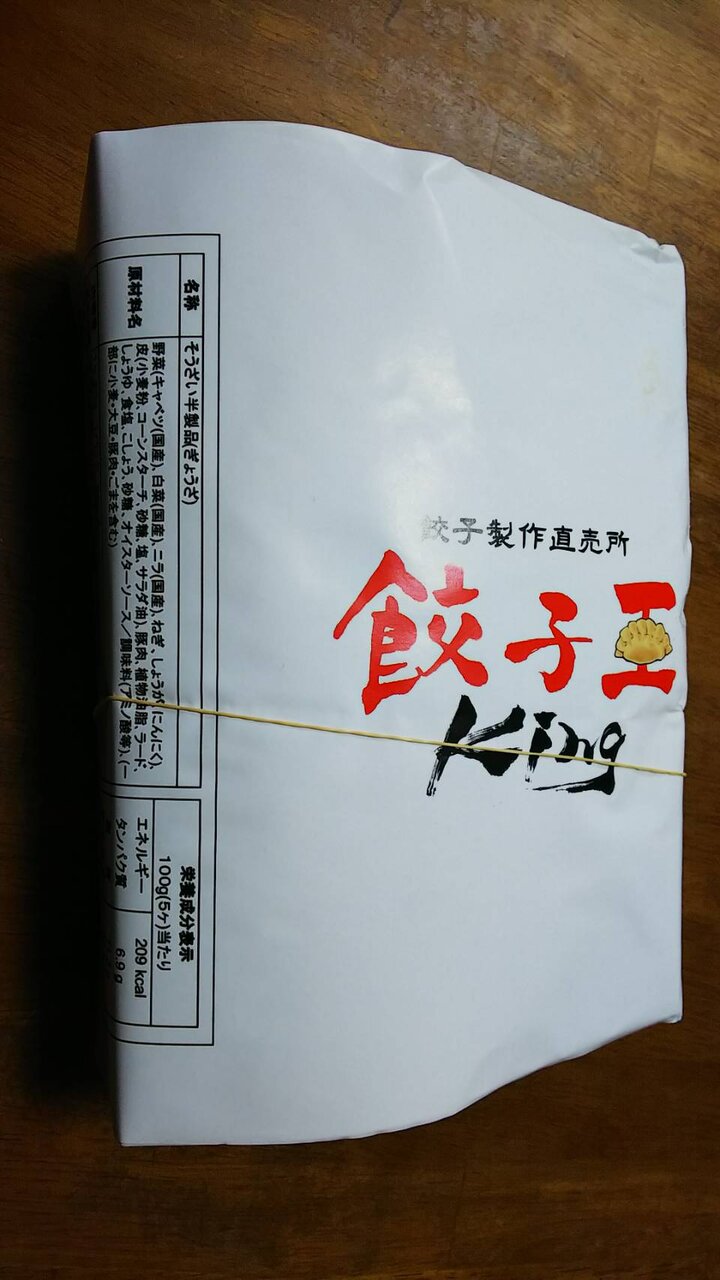 餃子製作直売所
餃子王
King
名称
そうざい半製品(ぎょうざ)
原材料名
野菜(キャベツ(国産)、白菜(国産)、ニラ(国産)、ねぎ、しょうが、にんにく)、
皮(小麦粉、コーンスターチ、砂糖、塩、サラダ油)、豚肉、植物油脂、ラード、
しょうゆ、食塩、こしょう、砂糖、オイスターソース/調味料(アミノ酸等)、(一
部に小麦・大豆・豚肉・ごまを含む)
栄養成分表示
100g(5ヶ)当たり
エネルギー 209 kcal
タンパク質 6.9 g